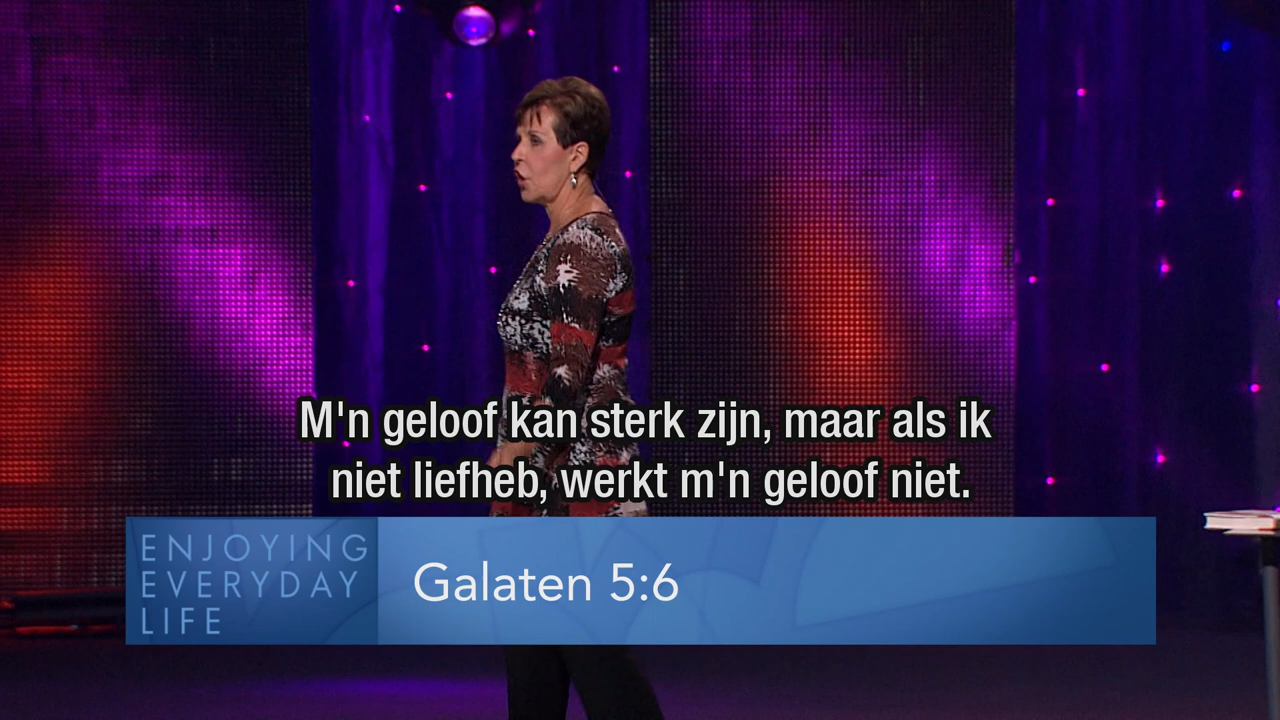 M'n geloof kan sterk zijn, maar als ik
niet liefheb, werkt m'n geloof niet.
ENJOYING
EVERYDAY
LIFE
Galaten 5:6